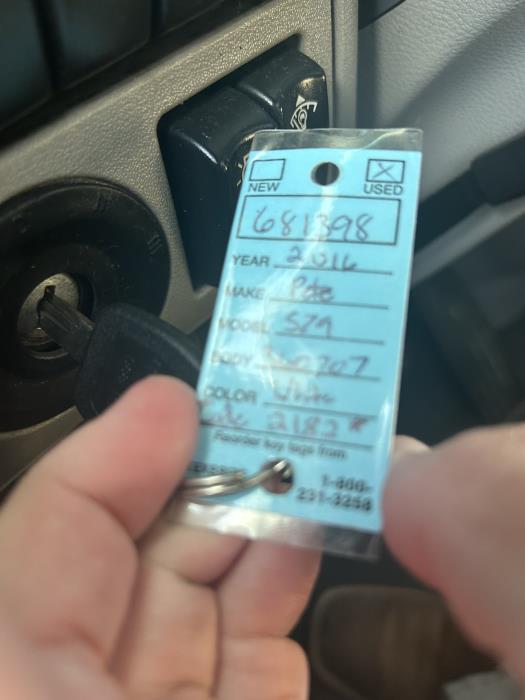 NEW USED
681398
YEAR 2016
MAKE Pete
MODEL 579
BODY
COLOR White
2182#
Reorder key tags from
1-800-
231-3258